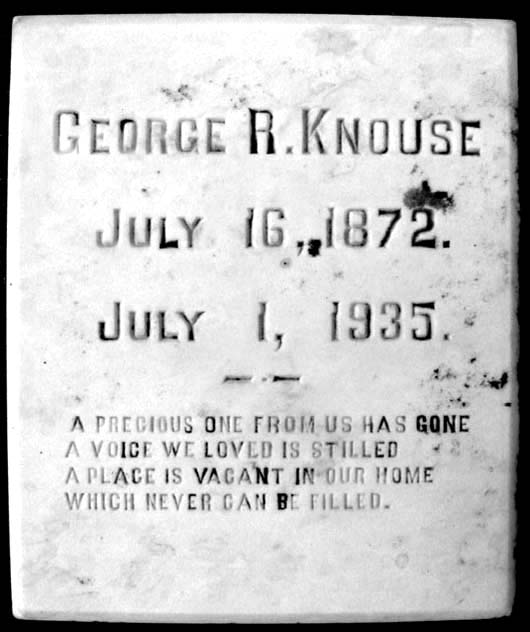 GEORGE R. KNOUSE
JULY 16, 1872.
JULY 1, 1935.
A PRECIOUS ONE FROM US HAS GONE
A VOICE WE LOVED IS STILLED
A PLACE IS VACANT IN OUR HOME
WHICH NEVER CAN BE FILLED.